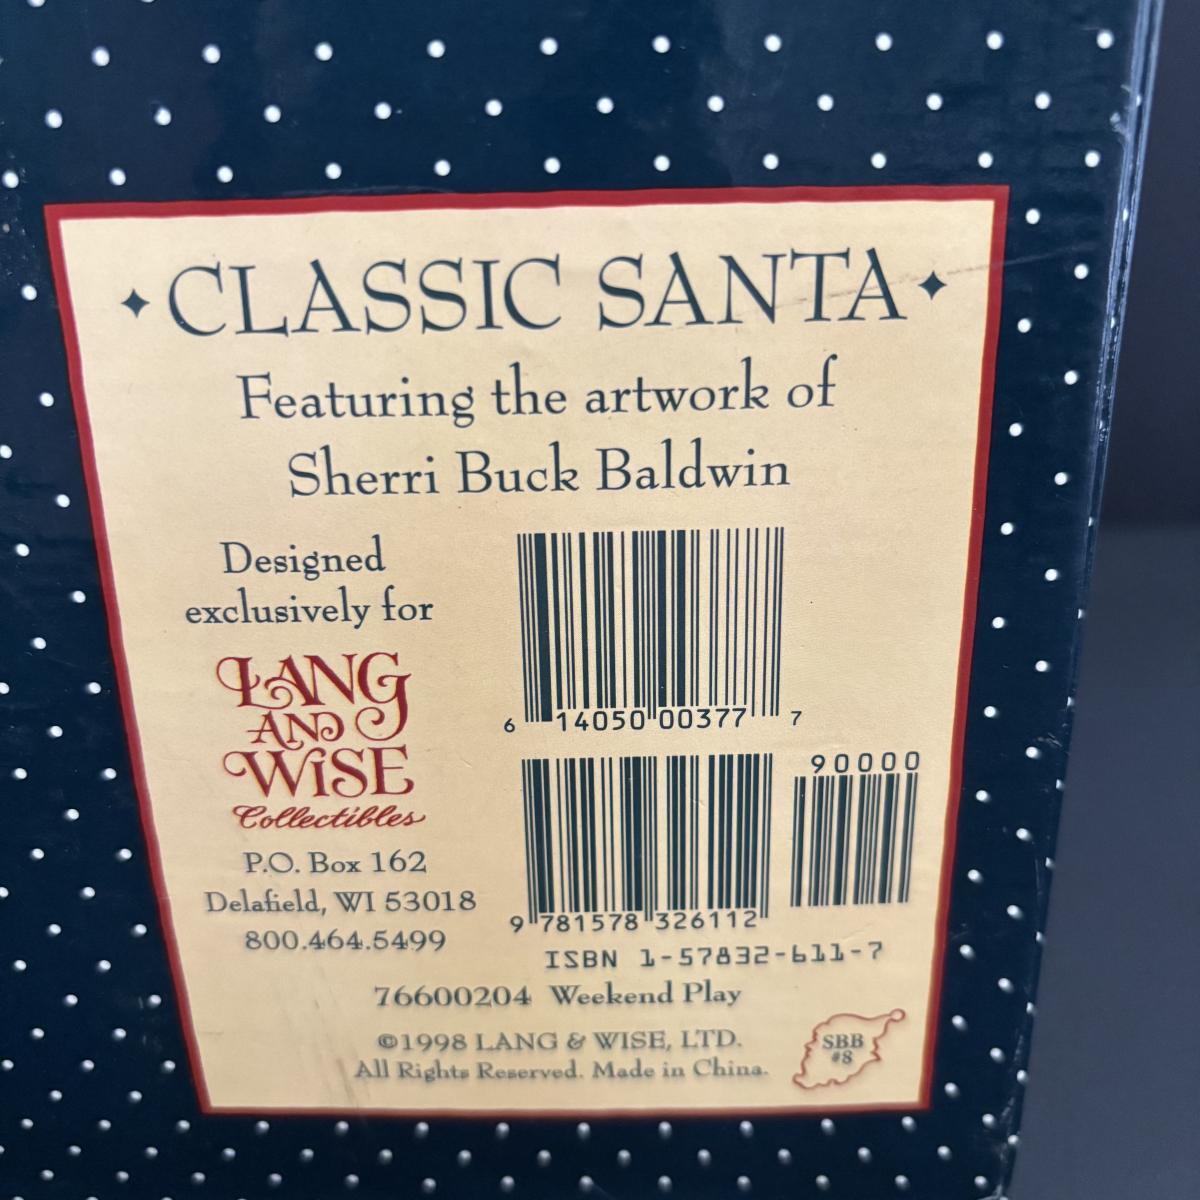 CLASSIC SANTA
Featuring the artwork of
Sherri Buck Baldwin
Designed
exclusively for
LANG
AND
WISE
Collectibles
P.O. Box 162
Delafield, WI 53018
800.464.5499
6 14050 00377 7
90000
9 781578 326112
ISBN 1-57832-611-7
76600204 Weekend Play
©1998 LANG & WISE, LTD.
All Rights Reserved. Made in China.
SBB
#8